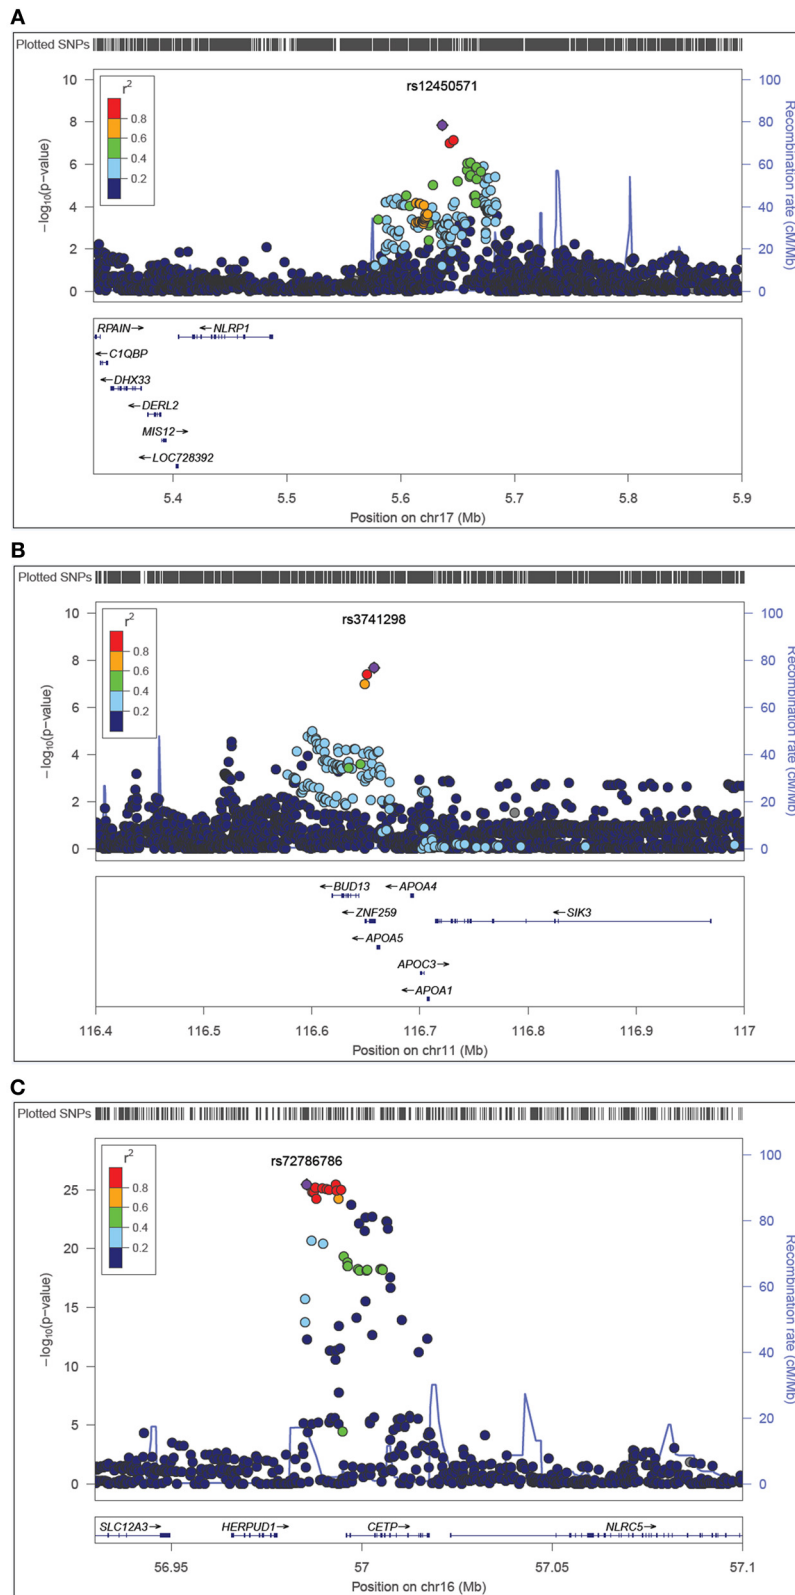 A
Plotted SNPs
10
8
6
4
2
0
−log10(p−value)
r2
0.8
0.6
0.4
0.2
rs12450571
100
80
60
40
20
0
Recombination rate (cM/Mb)
RPAIN→
←NLRP1
←C1QBP
←DHX33
←DERL2
MIS12→
←LOC728392
5.4 5.5 5.6 5.7 5.8 5.9
Position on chr17 (Mb)
B
Plotted SNPs
10
8
6
4
2
0
−log10(p−value)
r2
0.8
0.6
0.4
0.2
rs3741298
100
80
60
40
20
0
Recombination rate (cM/Mb)
←BUD13 ←APOA4
←ZNF259 ←SIK3
←APOA5
APOC3→
←APOA1
116.4 116.5 116.6 116.7 116.8 116.9 117
Position on chr11 (Mb)
C
Plotted SNPs
25
20
15
10
5
0
−log10(p−value)
r2
0.8
0.6
0.4
0.2
rs72786786
100
80
60
40
20
0
Recombination rate (cM/Mb)
SLC12A3→ HERPUD1→ CETP→ NLRC5→
56.95 57 57.05 57.1
Position on chr16 (Mb)